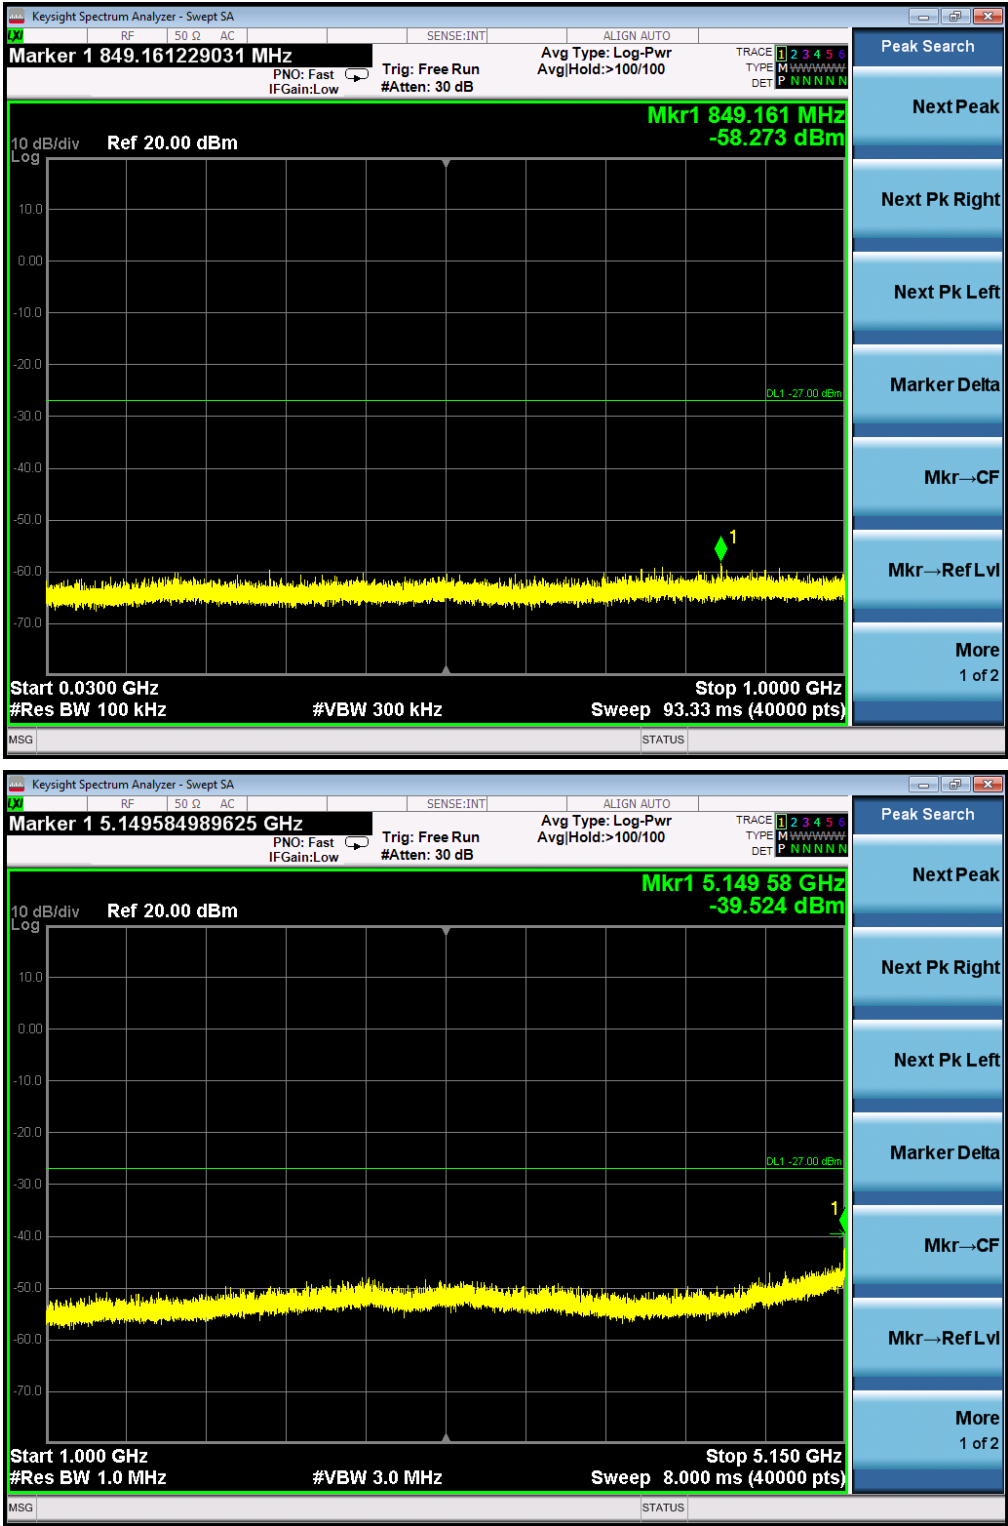 Keysight Spectrum Analyzer - Swept SA
LXI RF 50 Ω AC SENSE:INT ALIGN AUTO
Marker 1 849.161229031 MHz
PNO: Fast
IFGain:Low
Trig: Free Run
#Atten: 30 dB
Avg Type: Log-Pwr
Avg|Hold:>100/100
TRACE 1 2 3 4 5 6
TYPE M WWWWW
DET P N N N N N
Mkr1 849.161 MHz
-58.273 dBm
10 dB/div Ref 20.00 dBm
Log
10.0
0.00
-10.0
-20.0
DL1 -27.00 dBm
-30.0
-40.0
-50.0
1
-60.0
-70.0
Start 0.0300 GHz Stop 1.0000 GHz
#Res BW 100 kHz #VBW 300 kHz Sweep 93.33 ms (40000 pts)
MSG STATUS
Peak Search
Next Peak
Next Pk Right
Next Pk Left
Marker Delta
Mkr→CF
Mkr→Ref Lvl
More
1 of 2
Keysight Spectrum Analyzer - Swept SA
LXI RF 50 Ω AC SENSE:INT ALIGN AUTO
Marker 1 5.149584989625 GHz
PNO: Fast
IFGain:Low
Trig: Free Run
#Atten: 30 dB
Avg Type: Log-Pwr
Avg|Hold:>100/100
TRACE 1 2 3 4 5 6
TYPE M WWWWW
DET P N N N N N
Mkr1 5.149 58 GHz
-39.524 dBm
10 dB/div Ref 20.00 dBm
Log
10.0
0.00
-10.0
-20.0
DL1 -27.00 dBm
-30.0
1
-40.0
-50.0
-60.0
-70.0
Start 1.000 GHz Stop 5.150 GHz
#Res BW 1.0 MHz #VBW 3.0 MHz Sweep 8.000 ms (40000 pts)
MSG STATUS
Peak Search
Next Peak
Next Pk Right
Next Pk Left
Marker Delta
Mkr→CF
Mkr→Ref Lvl
More
1 of 2